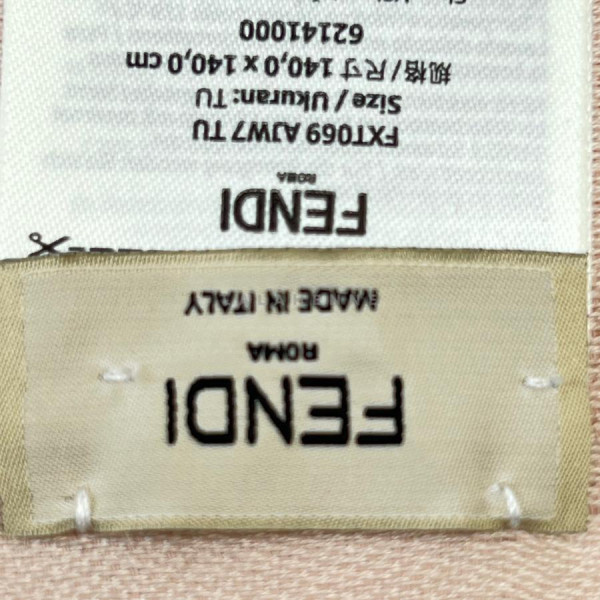 FENDI
ROMA
MADE IN ITALY
FENDI
ROMA
FXT069 AJW7 TU
Size / Ukuran: TU
规格/尺寸 140,0 x 140,0 cm
62141000